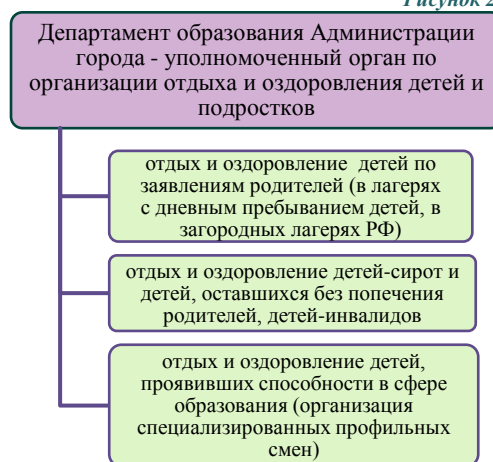 Рисунок 2
Департамент образования Администрации
города - уполномоченный орган по
организации отдыха и оздоровления детей и
подростков
отдых и оздоровление детей по
заявлениям родителей (в лагерях
с дневным пребыванием детей, в
загородных лагерях РФ)
отдых и оздоровление детей-сирот и
детей, оставшихся без попечения
родителей, детей-инвалидов
отдых и оздоровление детей,
проявивших способности в сфере
образования (организация
специализированных профильных
смен)